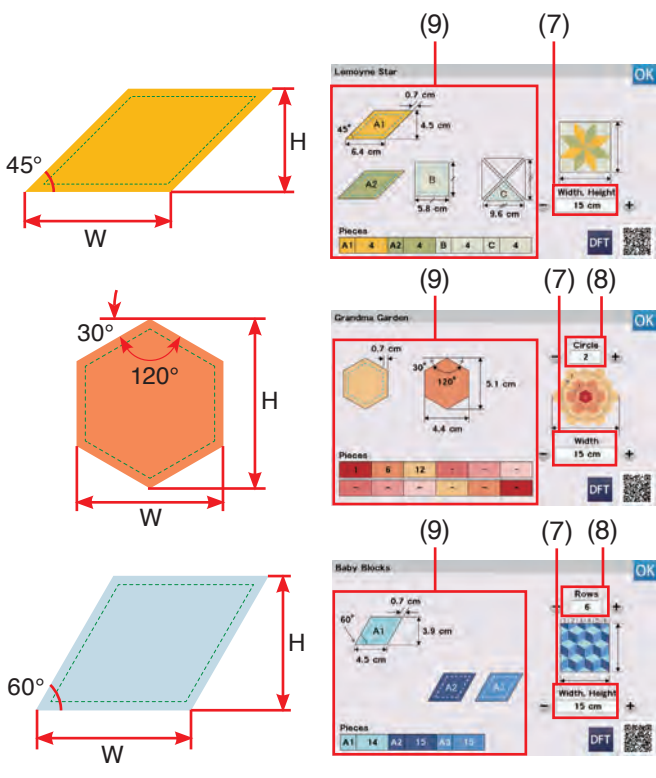 (9) (7)
H
45°
W
Lemoyne Star OK
0.7 cm
A1
45°
4.5 cm
6.4 cm
A2 B C
5.8 cm 9.6 cm
Pieces
A1 4 A2 4 B 4 C 4
Width, Height
- 15 cm +
DFT
(9) (7) (8)
30°
120°
H
W
Grandma Garden OK
0.7 cm
30°
120°
5.1 cm
4.4 cm
Pieces
1 6 12 - - -
- - - - - -
Circle
- 2 +
Width
- 15 cm +
DFT
(9) (7) (8)
H
60°
W
Baby Blocks OK
0.7 cm
60°
A1
3.9 cm
4.5 cm
A2 A3
Pieces
A1 14 A2 15 A3 15
Rows
- 6 +
Width, Height
- 15 cm +
DFT